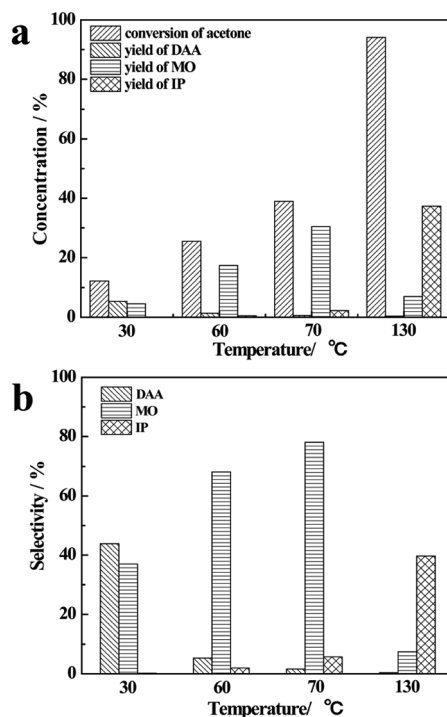 a
conversion of acetone
yield of DAA
yield of MO
yield of IP
100
80
60
40
20
0
Concentration / %
30 60 70 130
Temperature/ °C
b
DAA
MO
IP
100
80
60
40
20
0
Selectivity / %
30 60 70 130
Temperature/ °C